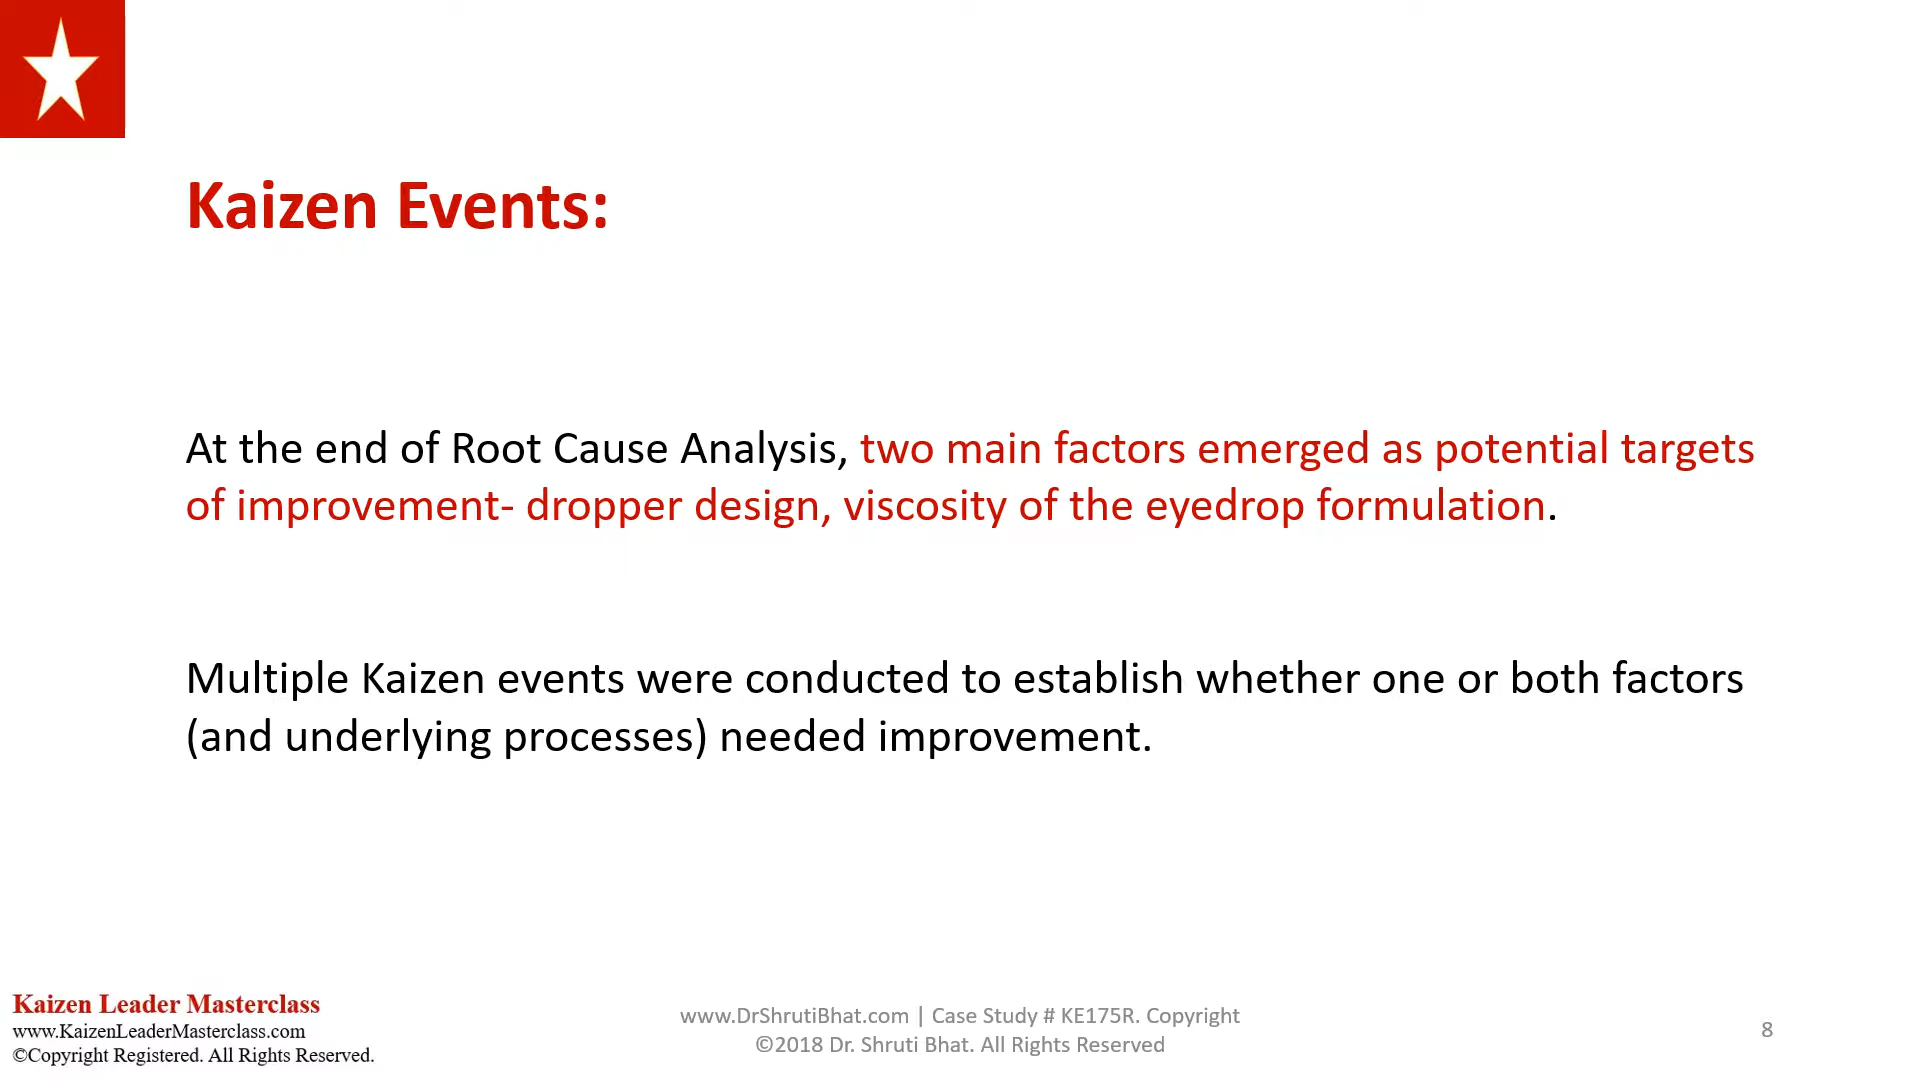 Kaizen Events:
At the end of Root Cause Analysis, two main factors emerged as potential targets
of improvement- dropper design, viscosity of the eyedrop formulation.
Multiple Kaizen events were conducted to establish whether one or both factors
(and underlying processes) needed improvement.
Kaizen Leader Masterclass
www.KaizenLeaderMasterclass.com
©Copyright Registered. All Rights Reserved.
www.DrShrutiBhat.com | Case Study # KE175R. Copyright
©2018 Dr. Shruti Bhat. All Rights Reserved
8